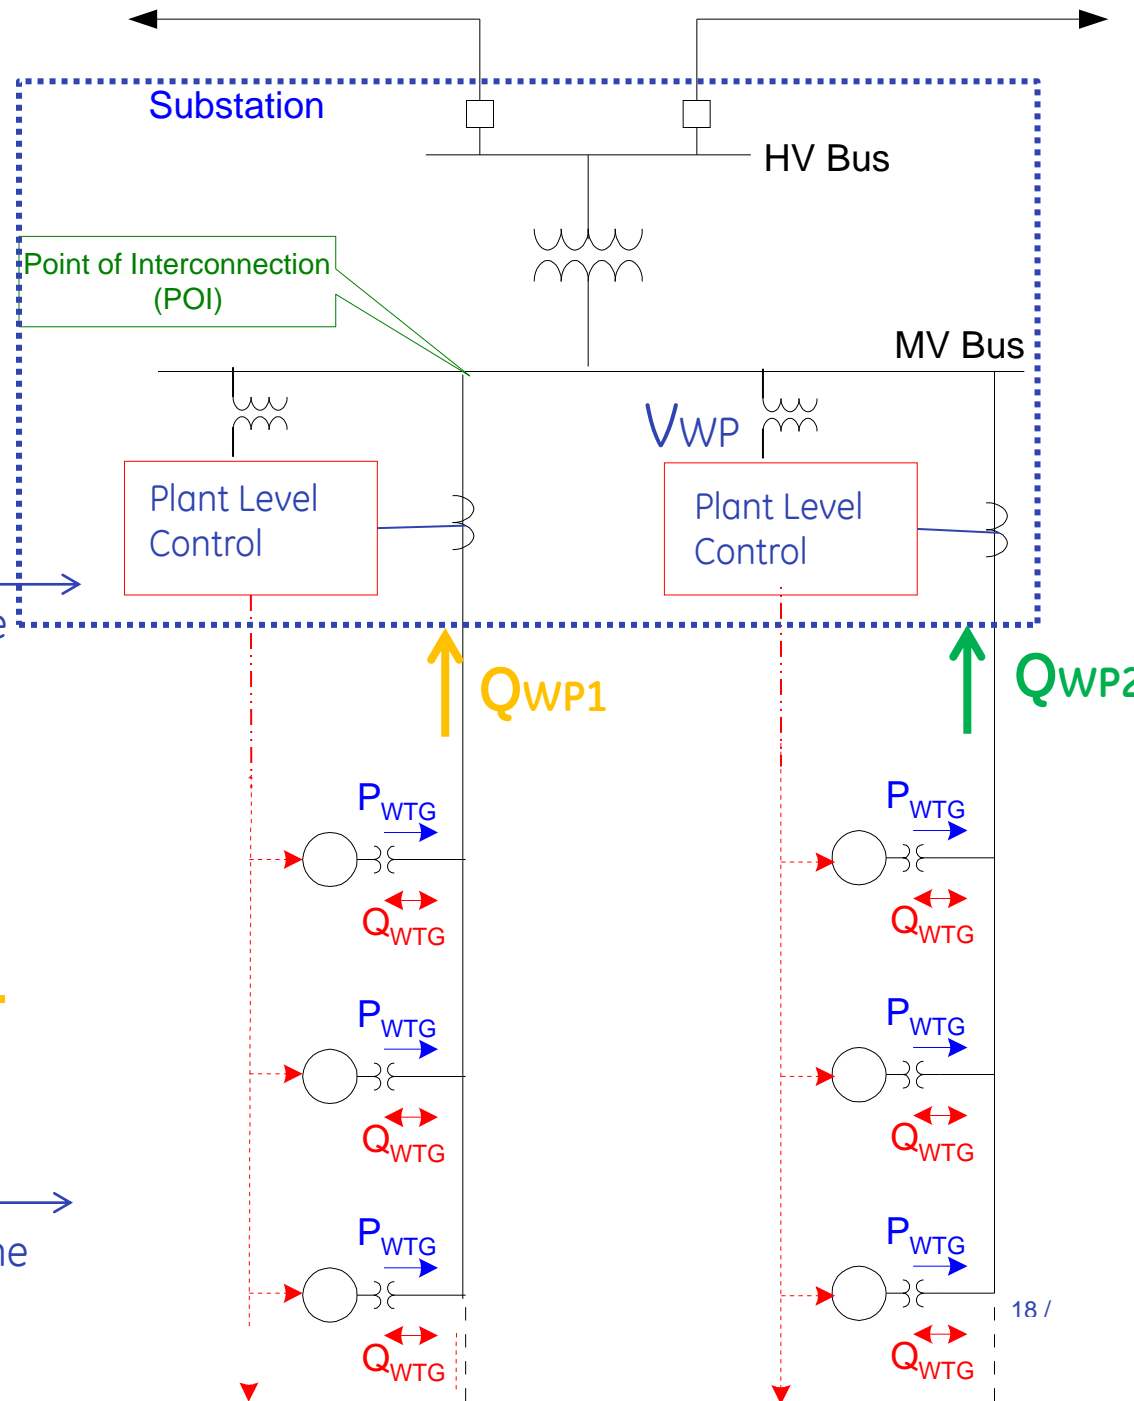 Substation
HV Bus
Point of Interconnection
(POI)
MV Bus
VWP
Plant Level
Control
Plant Level
Control
e
QWP1
QWP2
PWTG
PWTG
QWTG
QWTG
PWTG
PWTG
QWTG
QWTG
ne
PWTG
PWTG
18 /
QWTG
QWTG